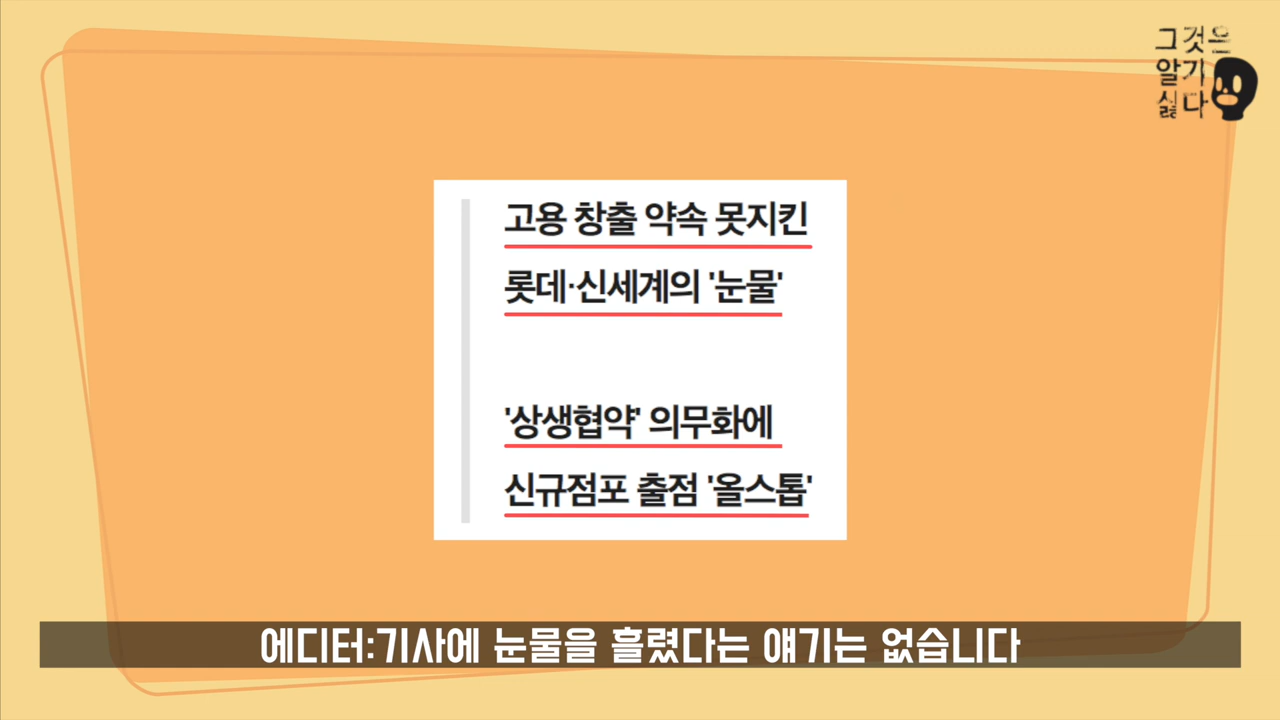 그것은
알기
싫다
고용 창출 약속 못지킨
롯데·신세계의 '눈물'
'상생협약' 의무화에
신규점포 출점 '올스톱'
에디터:기사에 눈물을 흘렸다는 얘기는 없습니다